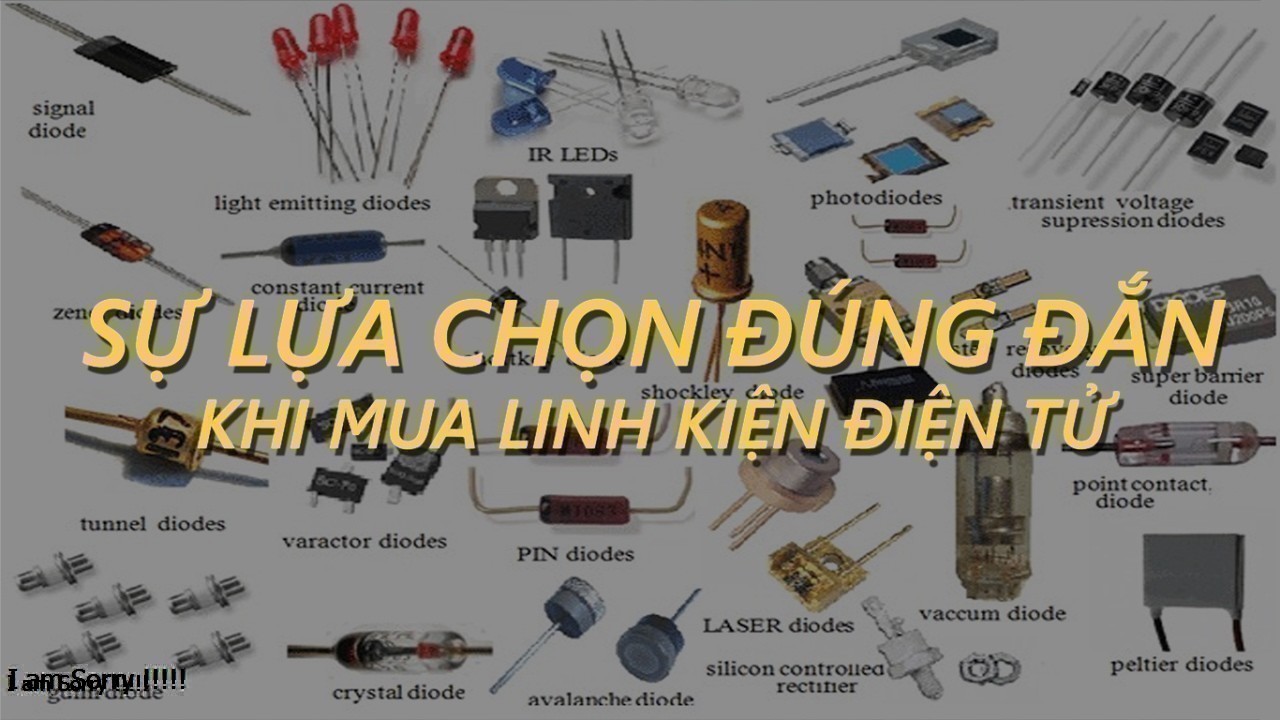 signal
diode
light emitting diodes
IR LEDs
photodiodes
.transient voltage
supression diodes
constant current
SỰ LỰA CHỌN ĐÚNG ĐẮN
KHI MUA LINH KIỆN ĐIỆN TỬ
shockley diode
diodes
super barrier
diode
tunnel diodes
varactor diodes
PIN diodes
point contact
diode
LASER diodes
vaccum diode
silicon controlled
rectifier
peltier diodes
I am Sorry !!!!!
crystal diode
avalanche diode